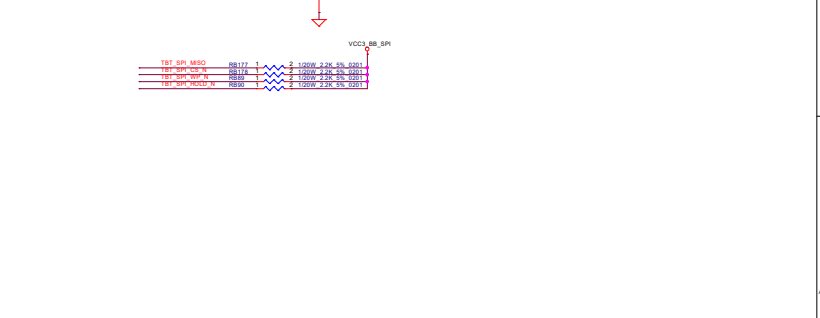 VCC3_BB_SPI
TBT_SPI_MISO RB177 1 2 1/20W_2.2K_5%_0201
TBT_SPI_CS_N RB178 1 2 1/20W_2.2K_5%_0201
TBT_SPI_WP_N RB89 1 2 1/20W_2.2K_5%_0201
TBT_SPI_HOLD_N RB90 1 2 1/20W_2.2K_5%_0201